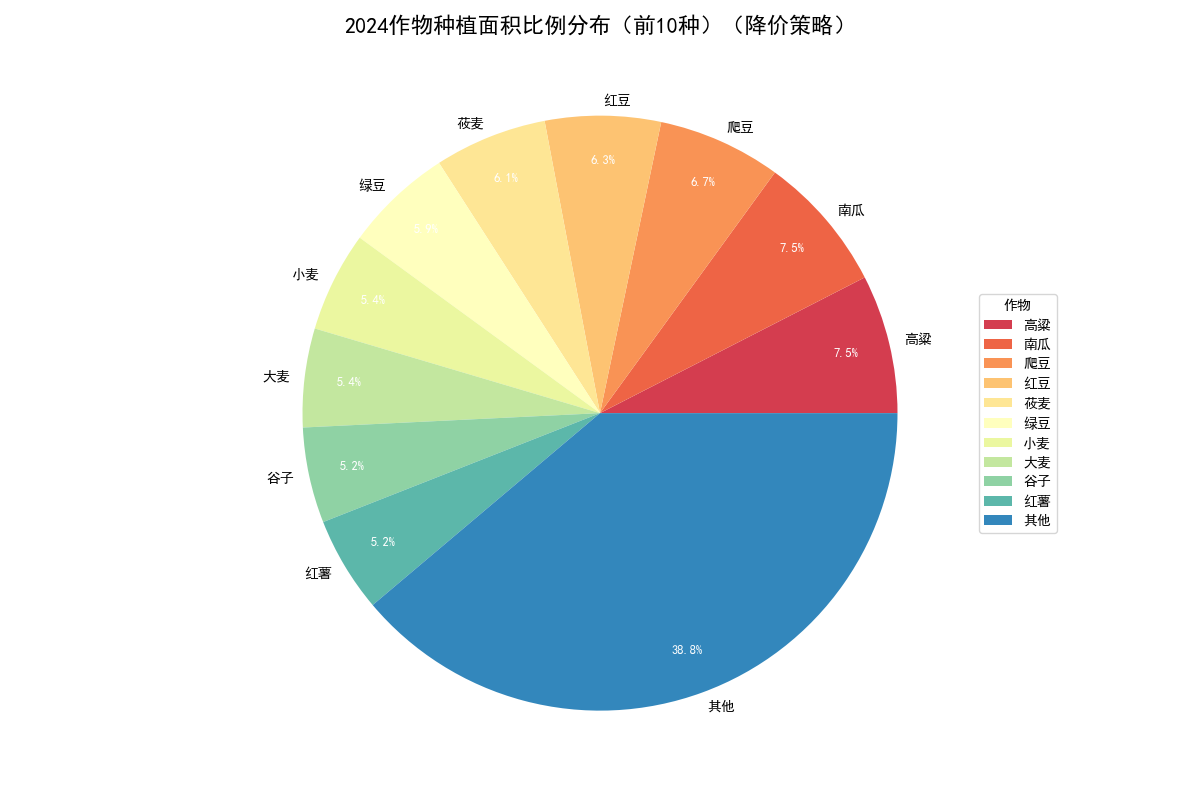 2024作物种植面积比例分布（前10种）（降价策略）
红豆
莜麦
爬豆
6.3%
6.1%
6.7%
绿豆
南瓜
7.5%
小麦
5.4%
高粱
7.5%
大麦
5.4%
谷子
5.2%
红薯
5.2%
38.8%
其他
作物
高粱
南瓜
爬豆
红豆
莜麦
绿豆
小麦
大麦
谷子
红薯
其他